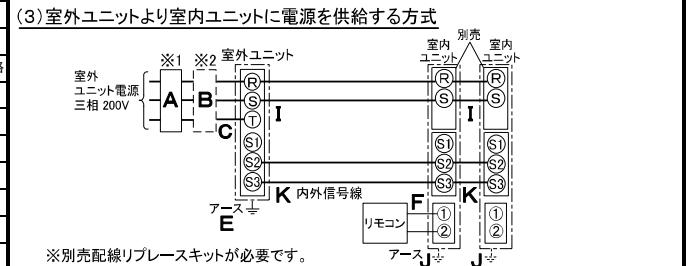 (3)室外ユニットより室内ユニットに電源を供給する方式
別売
※1 ※2 室外ユニット 室内 室内
ユニット ユニット
室外
ユニット電源
三相 200V
A B C
R
S
T
S1
S2
S3
I I
R R
S S
S1 S1
S2 S2
S3 S3
K 内外信号線 F K
アース
E
リモコン
① ①
② ②
アース J J
※別売配線リプレースキットが必要です。